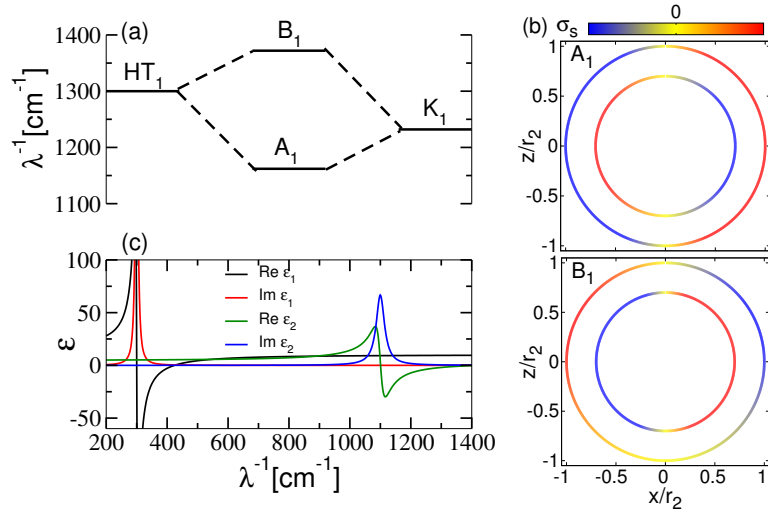 (a)
1400
1300
1200
1100
λ⁻¹[cm⁻¹]
HT₁
B₁
A₁
K₁
(c)
100
50
0
-50
ε
Re ε₁
Im ε₁
Re ε₂
Im ε₂
200 400 600 800 1000 1200 1400
λ⁻¹[cm⁻¹]
(b)
σₛ 0
A₁
1
0.5
0
-0.5
-1
z/r₂
B₁
1
0.5
0
-0.5
-1
z/r₂
-1 -0.5 0 0.5 1
x/r₂